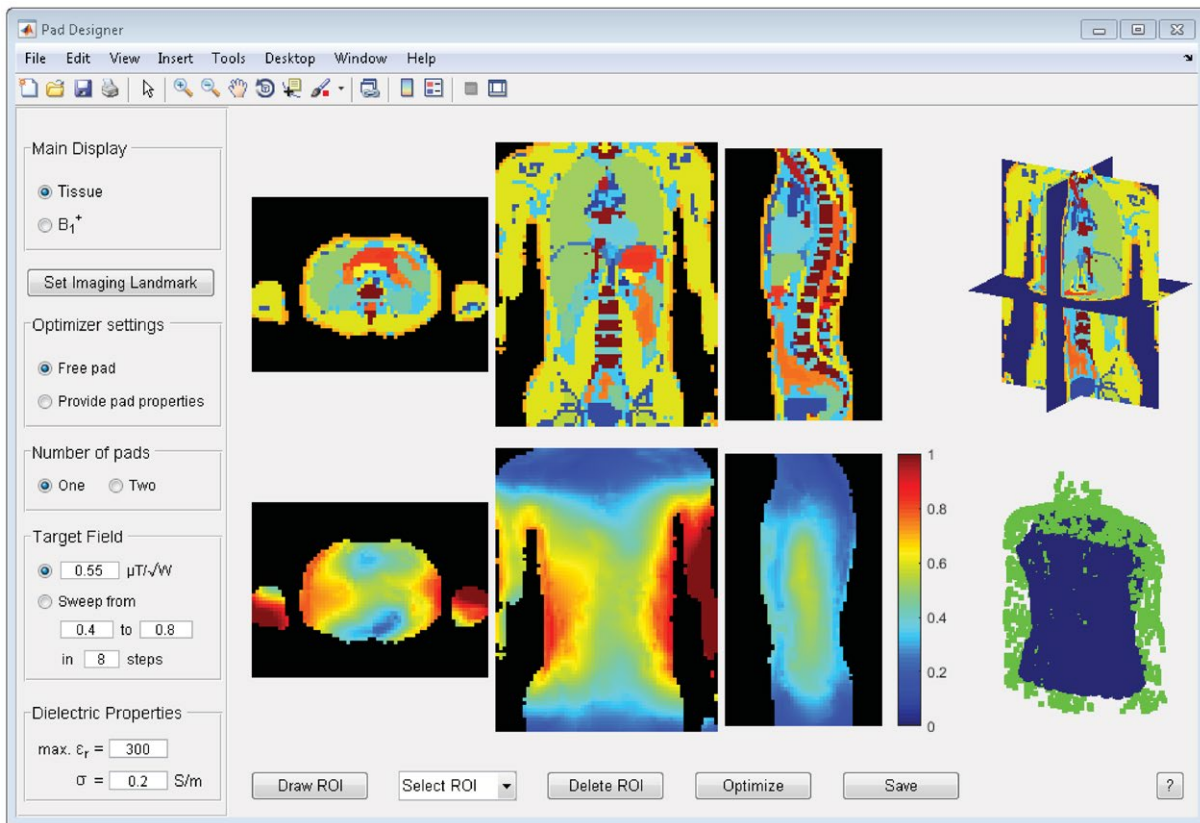 Pad Designer
File Edit View Insert Tools Desktop Window Help
Main Display
Tissue
B₁⁺
Set Imaging Landmark
Optimizer settings
Free pad
Provide pad properties
Number of pads
One Two
Target Field
0.55 µT/√W
Sweep from
0.4 to 0.8
in 8 steps
Dielectric Properties
max. εᵣ = 300
σ = 0.2 S/m
1
0.8
0.6
0.4
0.2
0
Draw ROI Select ROI Delete ROI Optimize Save ?